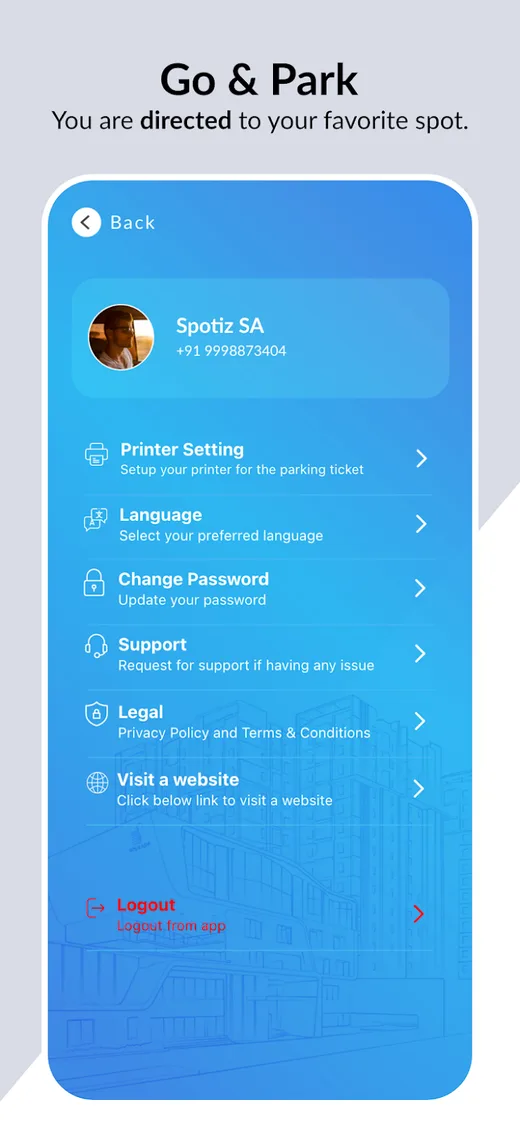 Go & Park
You are directed to your favorite spot.
Back
Spotiz SA
+91 9998873404
Printer Setting
Setup your printer for the parking ticket
Language
Select your preferred language
Change Password
Update your password
Support
Request for support if having any issue
Legal
Privacy Policy and Terms & Conditions
Visit a website
Click below link to visit a website
Logout
Logout from app